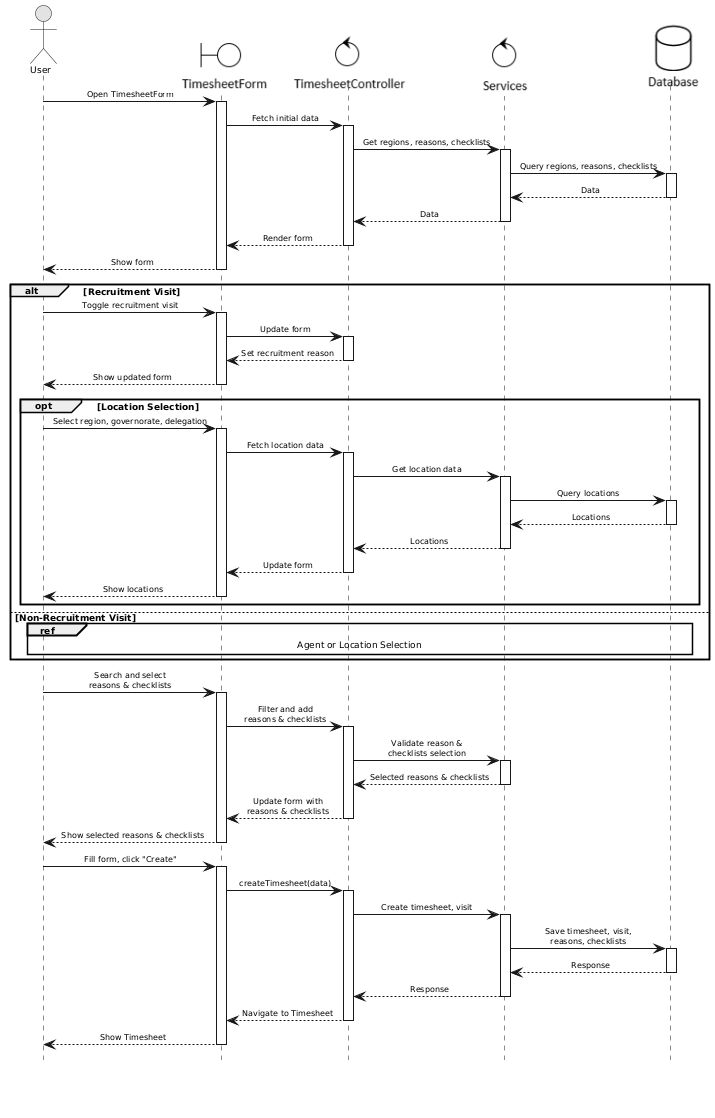 User
TimesheetForm
TimesheetController
Services
Database
Open TimesheetForm
Fetch initial data
Get regions, reasons, checklists
Query regions, reasons, checklists
Data
Data
Render form
Show form
alt
[Recruitment Visit]
Toggle recruitment visit
Update form
Set recruitment reason
Show updated form
opt
[Location Selection]
Select region, governorate, delegation
Fetch location data
Get location data
Query locations
Locations
Locations
Update form
Show locations
[Non-Recruitment Visit]
ref
Agent or Location Selection
Search and select
reasons & checklists
Filter and add
reasons & checklists
Validate reason &
checklists selection
Selected reasons & checklists
Update form with
reasons & checklists
Show selected reasons & checklists
Fill form, click "Create"
createTimesheet(data)
Create timesheet, visit
Save timesheet, visit,
reasons, checklists
Response
Response
Navigate to Timesheet
Show Timesheet